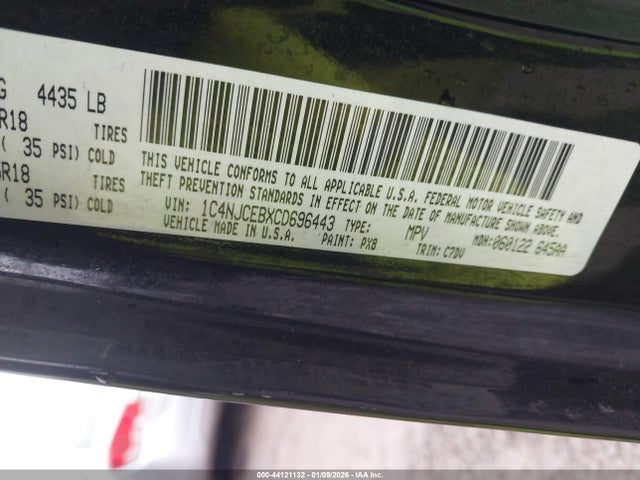 G 4435 LB
R18 TIRES
( 35 PSI) COLD
R18 TIRES
( 35 PSI) COLD
THIS VEHICLE CONFORMS TO ALL APPLICABLE U.S.A. FEDERAL MOTOR VEHICLE SAFETY AND
THEFT PREVENTION STANDARDS IN EFFECT ON THE DATE OF MANUFACTURE SHOWN ABOVE.
VIN: 1C4NJCEBXCD696443 TYPE: MPV MDH: 060122 645AA
VEHICLE MADE IN U.S.A. PAINT: PX8 TRIM: C7DV
000-44121132 - 01/09/2026 - IAA Inc.